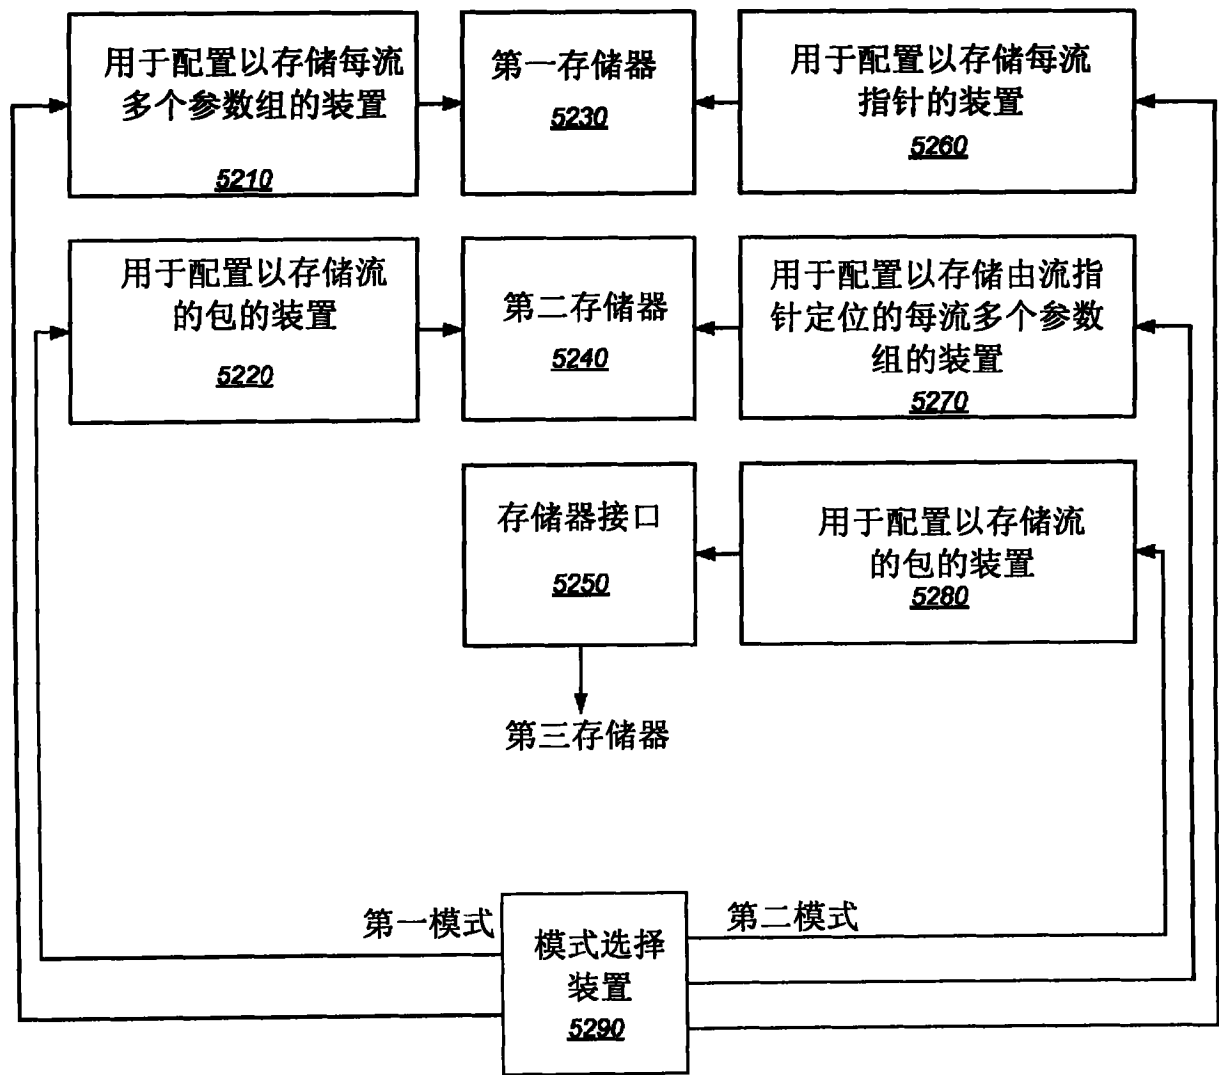 用于配置以存储每流
多个参数组的装置
5210
第一存储器
5230
用于配置以存储每流
指针的装置
5260
用于配置以存储流
的包的装置
5220
第二存储器
5240
用于配置以存储由流指
针定位的每流多个参数
组的装置
5270
存储器接口
5250
用于配置以存储流
的包的装置
5280
第三存储器
第一模式
模式选择
装置
5290
第二模式